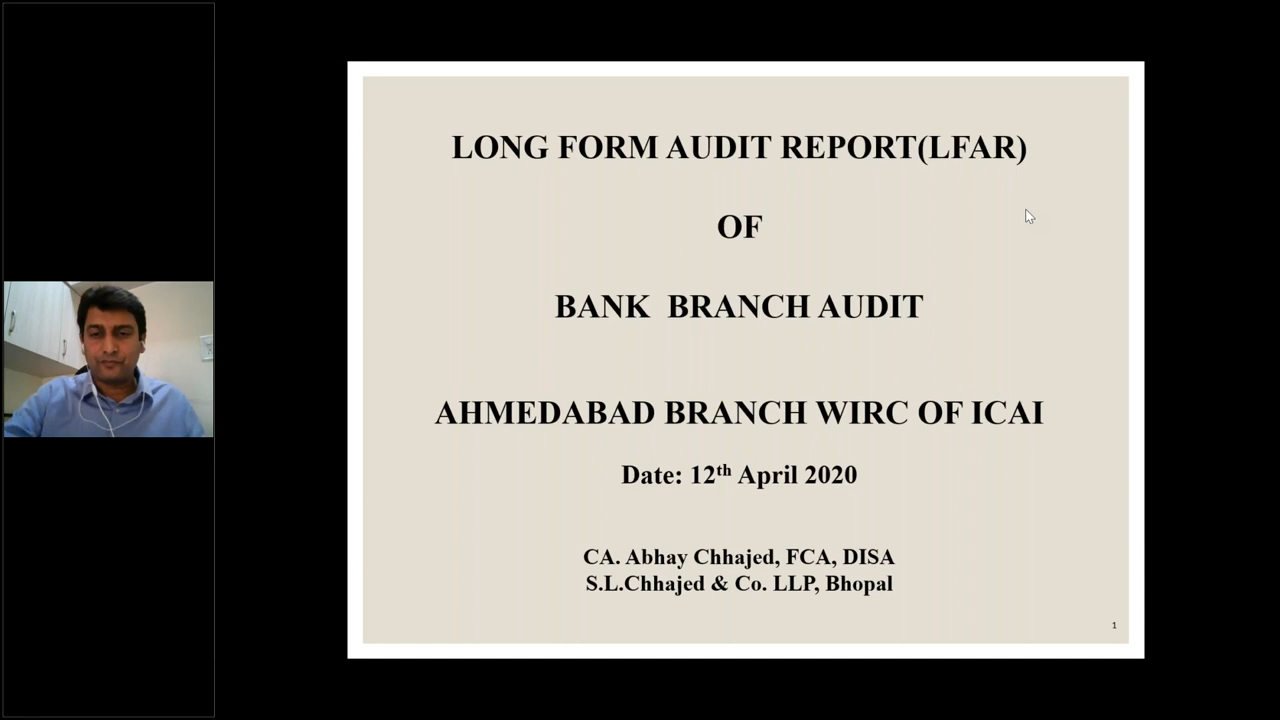 LONG FORM AUDIT REPORT(LFAR)
OF
BANK BRANCH AUDIT
AHMEDABAD BRANCH WIRC OF ICAI
Date: 12th April 2020
CA. Abhay Chhajed, FCA, DISA
S.L.Chhajed & Co. LLP, Bhopal
1